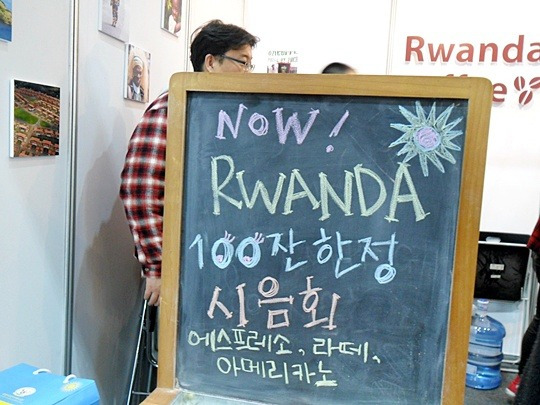 Rwanda
NOW!
RWANDA
100잔 한정
시음회
에스프레소, 라떼,
아메리카노